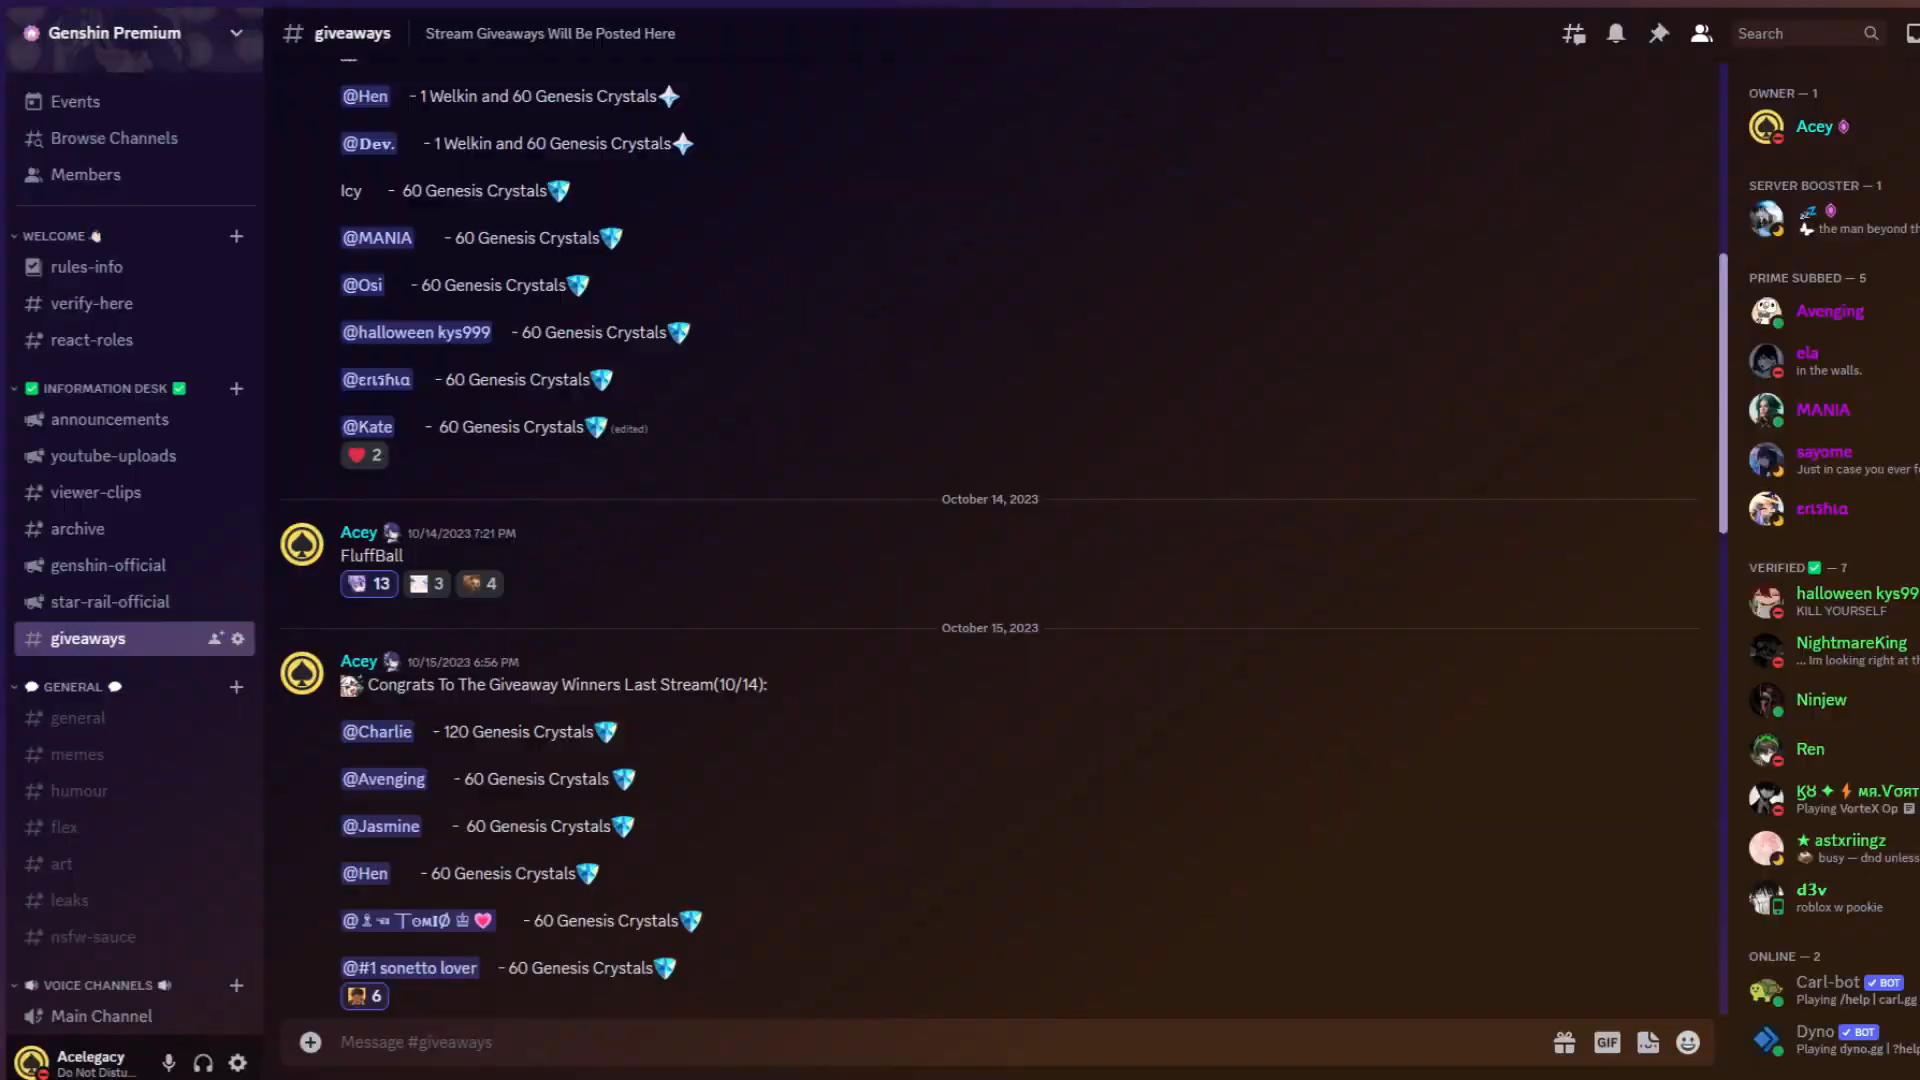 Genshin Premium
Events
Browse Channels
Members
WELCOME
rules-info
verify-here
react-roles
INFORMATION DESK
announcements
youtube-uploads
viewer-clips
archive
genshin-official
star-rail-official
giveaways
GENERAL
general
memes
humour
flex
art
leaks
nsfw-sauce
VOICE CHANNELS
Main Channel
Acelegacy
Do Not Distu...
giveaways
Stream Giveaways Will Be Posted Here
Search
@Hen - 1 Welkin and 60 Genesis Crystals
@Dev. - 1 Welkin and 60 Genesis Crystals
Icy - 60 Genesis Crystals
@MANIA - 60 Genesis Crystals
@Osi - 60 Genesis Crystals
@halloween kys999 - 60 Genesis Crystals
- 60 Genesis Crystals
@Kate - 60 Genesis Crystals (edited)
2
October 14, 2023
Acey 10/14/2023 7:21 PM
FluffBall
13 3 4
October 15, 2023
Acey 10/15/2023 6:56 PM
Congrats To The Giveaway Winners Last Stream(10/14):
@Charlie - 120 Genesis Crystals
@Avenging - 60 Genesis Crystals
@Jasmine - 60 Genesis Crystals
@Hen - 60 Genesis Crystals
- 60 Genesis Crystals
@#1 sonetto lover - 60 Genesis Crystals
6
Message #giveaways
GIF
OWNER — 1
Acey
SERVER BOOSTER — 1
the man beyond th
PRIME SUBBED — 5
Avenging
ela
in the walls.
MANIA
sayome
Just in case you ever f
VERIFIED — 7
halloween kys99
KILL YOURSELF
NightmareKing
... Im looking right at th
Ninjew
Ren
Playing VorteX Op
★ astxriingz
busy — dnd unless
d3v
roblox w pookie
ONLINE — 2
Carl-bot ✓ BOT
Playing /help | carl.gg
Dyno ✓ BOT
Playing dyno.gg | ?help